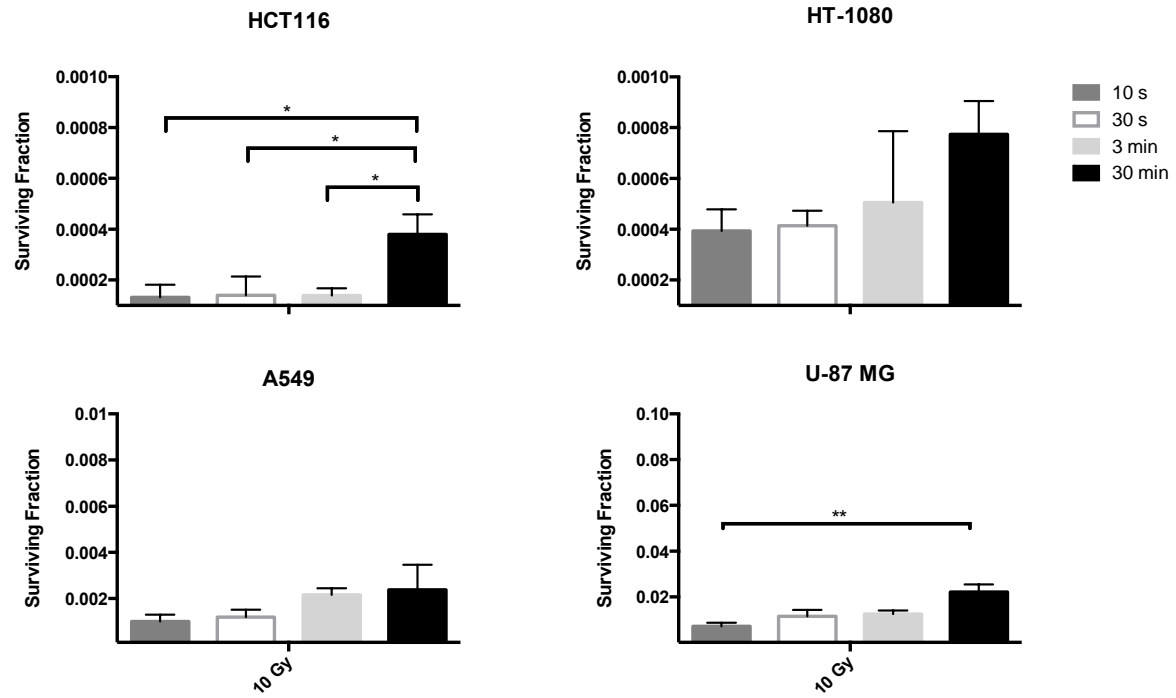 HCT116
Surviving Fraction
0.0010
0.0008
0.0006
0.0004
0.0002
*
*
*
HT-1080
Surviving Fraction
0.0010
0.0008
0.0006
0.0004
0.0002
10 s
30 s
3 min
30 min
A549
Surviving Fraction
0.01
0.008
0.006
0.004
0.002
10 Gy
U-87 MG
Surviving Fraction
0.10
0.08
0.06
0.04
0.02
**
10 Gy